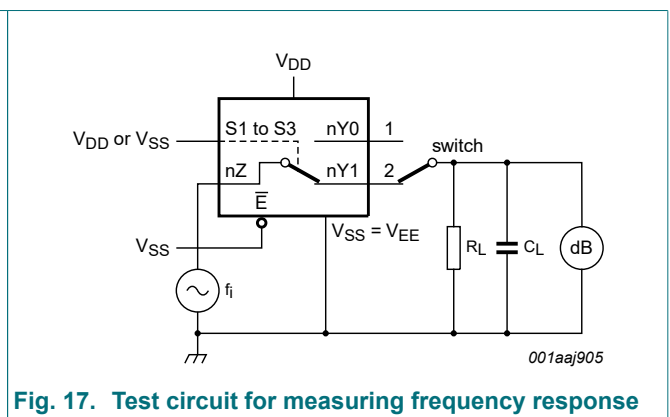 VDD
S1 to S3 nY0 1
VDD or VSS
switch
nZ nY1 2
E̅
VSS = VEE
VSS
RL CL dB
fi
001aaj905
Fig. 17. Test circuit for measuring frequency response